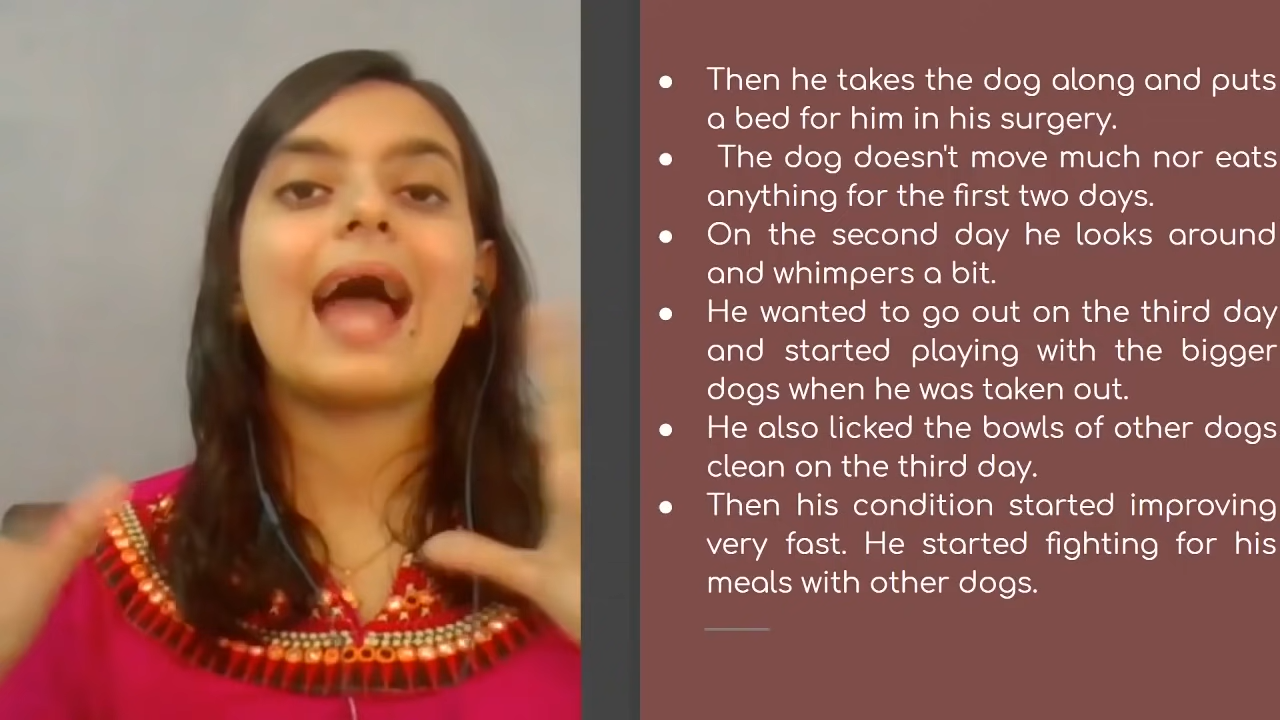 ● Then he takes the dog along and puts
a bed for him in his surgery.
● The dog doesn't move much nor eats
anything for the first two days.
● On the second day he looks around
and whimpers a bit.
● He wanted to go out on the third day
and started playing with the bigger
dogs when he was taken out.
● He also licked the bowls of other dogs
clean on the third day.
● Then his condition started improving
very fast. He started fighting for his
meals with other dogs.